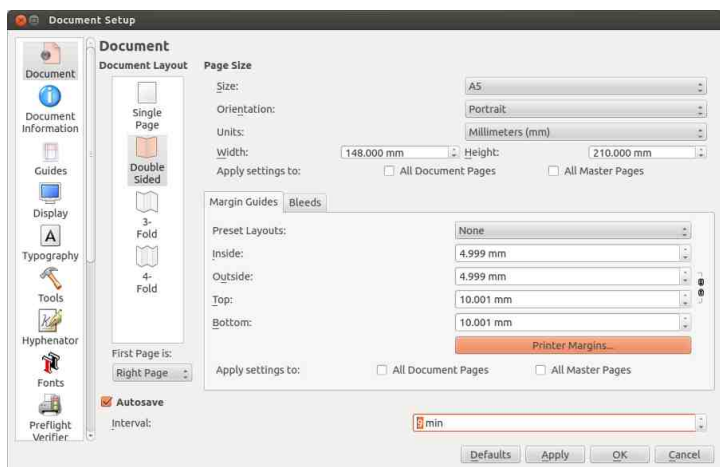 Document Setup
Document
Document
Information
Guides
Display
Typography
Tools
Hyphenator
Fonts
Preflight
Verifier
Document
Document Layout
Single
Page
Double
Sided
3-
Fold
4-
Fold
First Page is:
Right Page
Page Size
Size: A5
Orientation: Portrait
Units: Millimeters (mm)
Width: 148.000 mm Height: 210.000 mm
Apply settings to: All Document Pages All Master Pages
Margin Guides Bleeds
Preset Layouts: None
Inside: 4.999 mm
Outside: 4.999 mm
Top: 10.001 mm
Bottom: 10.001 mm
Printer Margins...
Apply settings to: All Document Pages All Master Pages
Autosave
Interval: min
Defaults Apply OK Cancel